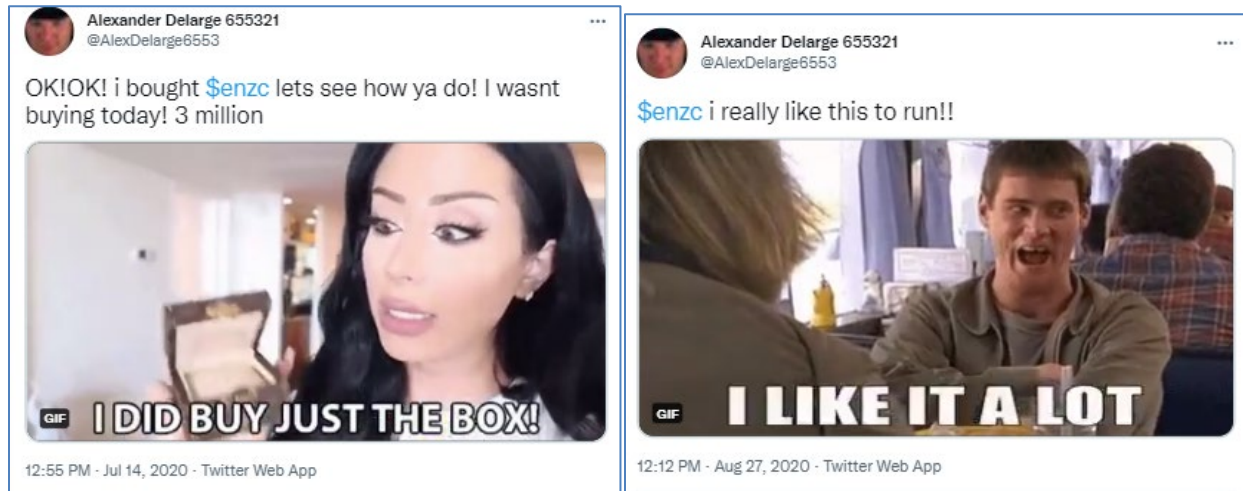 Alexander Delarge 655321
@AlexDelarge6553
OK!OK! i bought $enzc lets see how ya do! I wasnt
buying today! 3 million
GIF
I DID BUY JUST THE BOX!
12:55 PM · Jul 14, 2020 · Twitter Web App
Alexander Delarge 655321
@AlexDelarge6553
$enzc i really like this to run!!
GIF
I LIKE IT A LOT
12:12 PM · Aug 27, 2020 · Twitter Web App